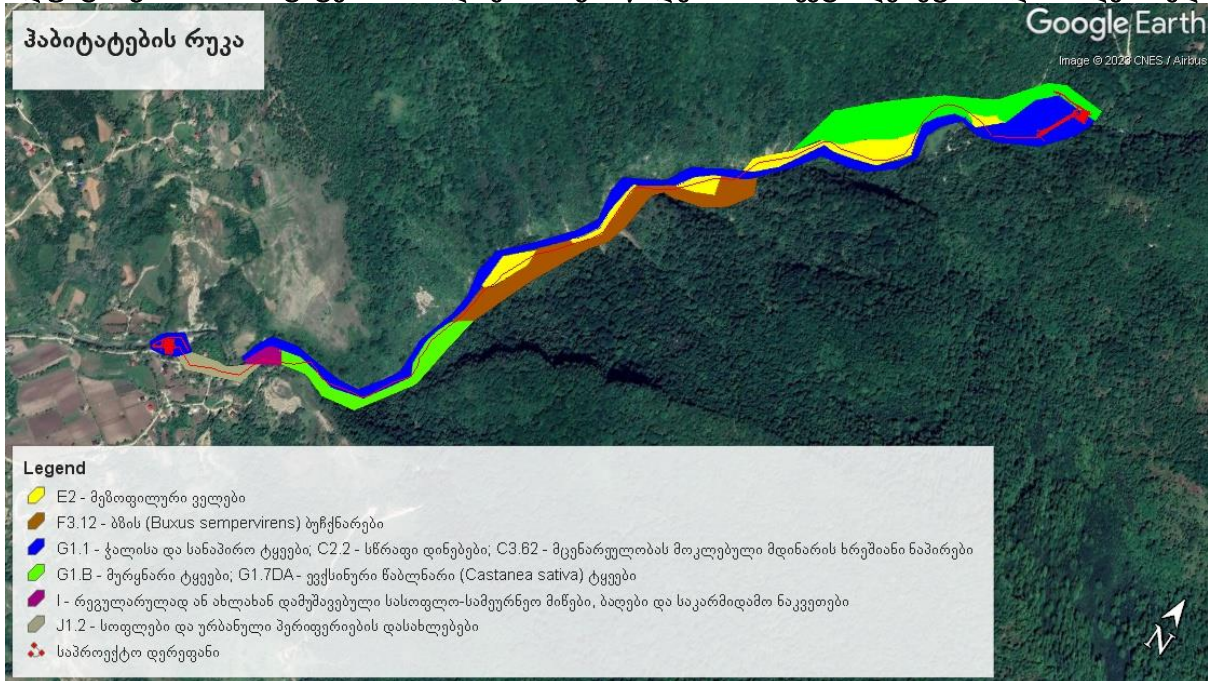 ჰაბიტატების რუკა
Google Earth
Image © 2023 CNES / Airbus
Legend
E2 - მეზოფილური ველები
F3.12 - ბზის (Buxus sempervirens) ბუჩქნარები
G1.1 - ჭალისა და სანაპირო ტყეები; C2.2 - სწრაფი დინებები; C3.62 - მცენარეულობას მოკლებული მდინარის ხრეშიანი ნაპირები
G1.B - მურყნარი ტყეები; G1.7DA - ევქსინური წაბლნარი (Castanea sativa) ტყეები
I - რეგულარულად ან ახლახან დამუშავებული სასოფლო-სამეურნეო მიწები, ბაღები და საკარმიდამო ნაკვეთები
J1.2 - სოფლები და ურბანული პერიფერიების დასახლებები
საპროექტო დერეფანი
N